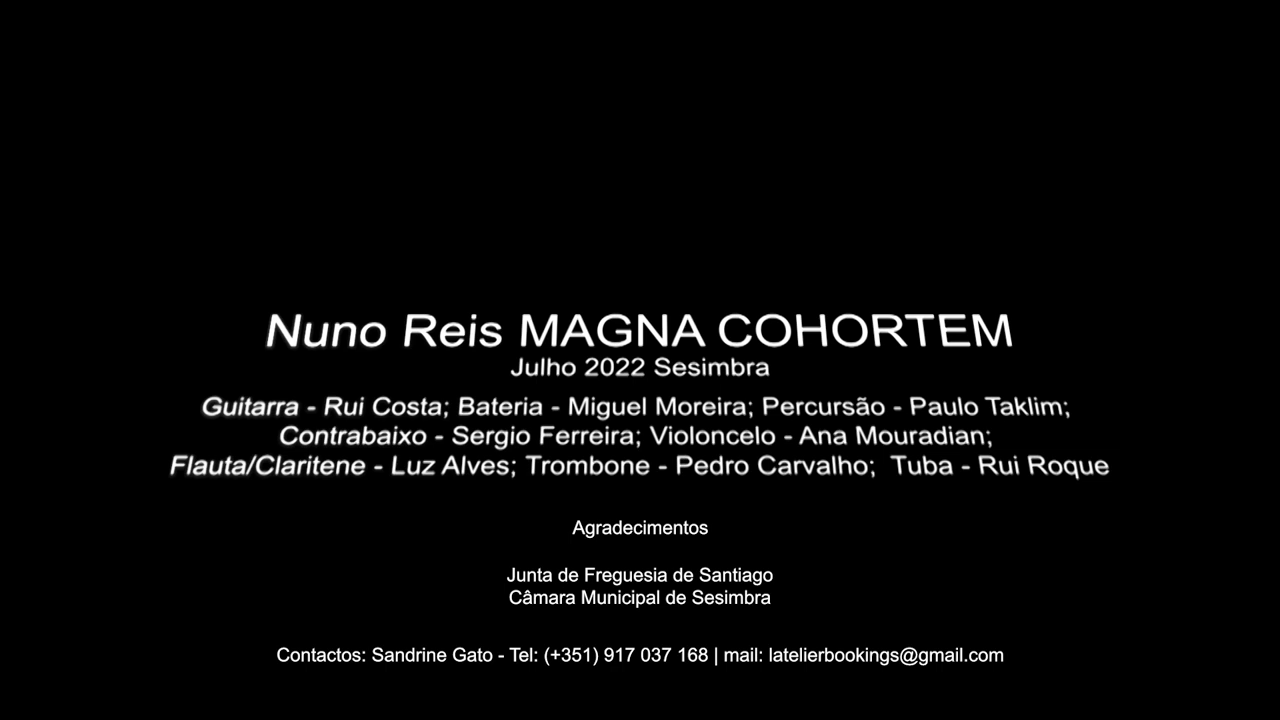 Nuno Reis MAGNA COHORTEM
Julho 2022 Sesimbra
Guitarra - Rui Costa; Bateria - Miguel Moreira; Percursão - Paulo Taklim;
Contrabaixo - Sergio Ferreira; Violoncelo - Ana Mouradian;
Flauta/Claritene - Luz Alves; Trombone - Pedro Carvalho; Tuba - Rui Roque
Agradecimentos
Junta de Freguesia de Santiago
Câmara Municipal de Sesimbra
Contactos: Sandrine Gato - Tel: (+351) 917 037 168 | mail: latelierbookings@gmail.com